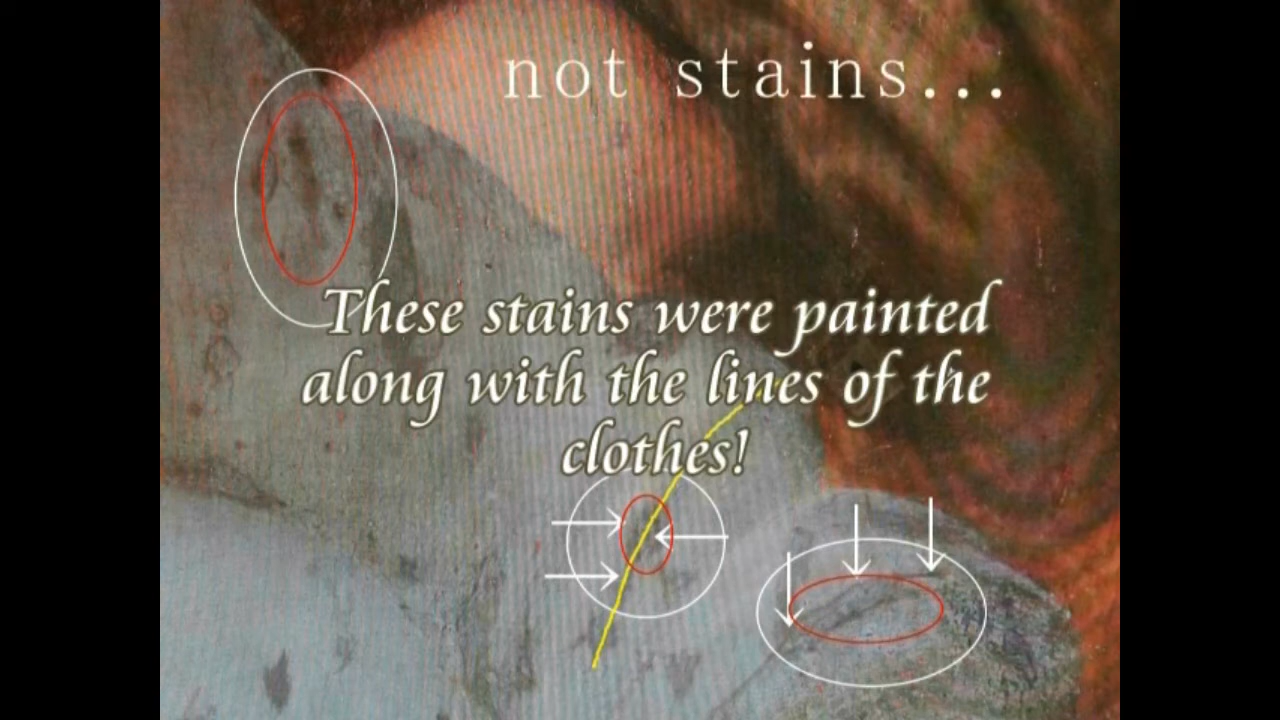 not stains...
These stains were painted
along with the lines of the
clothes!